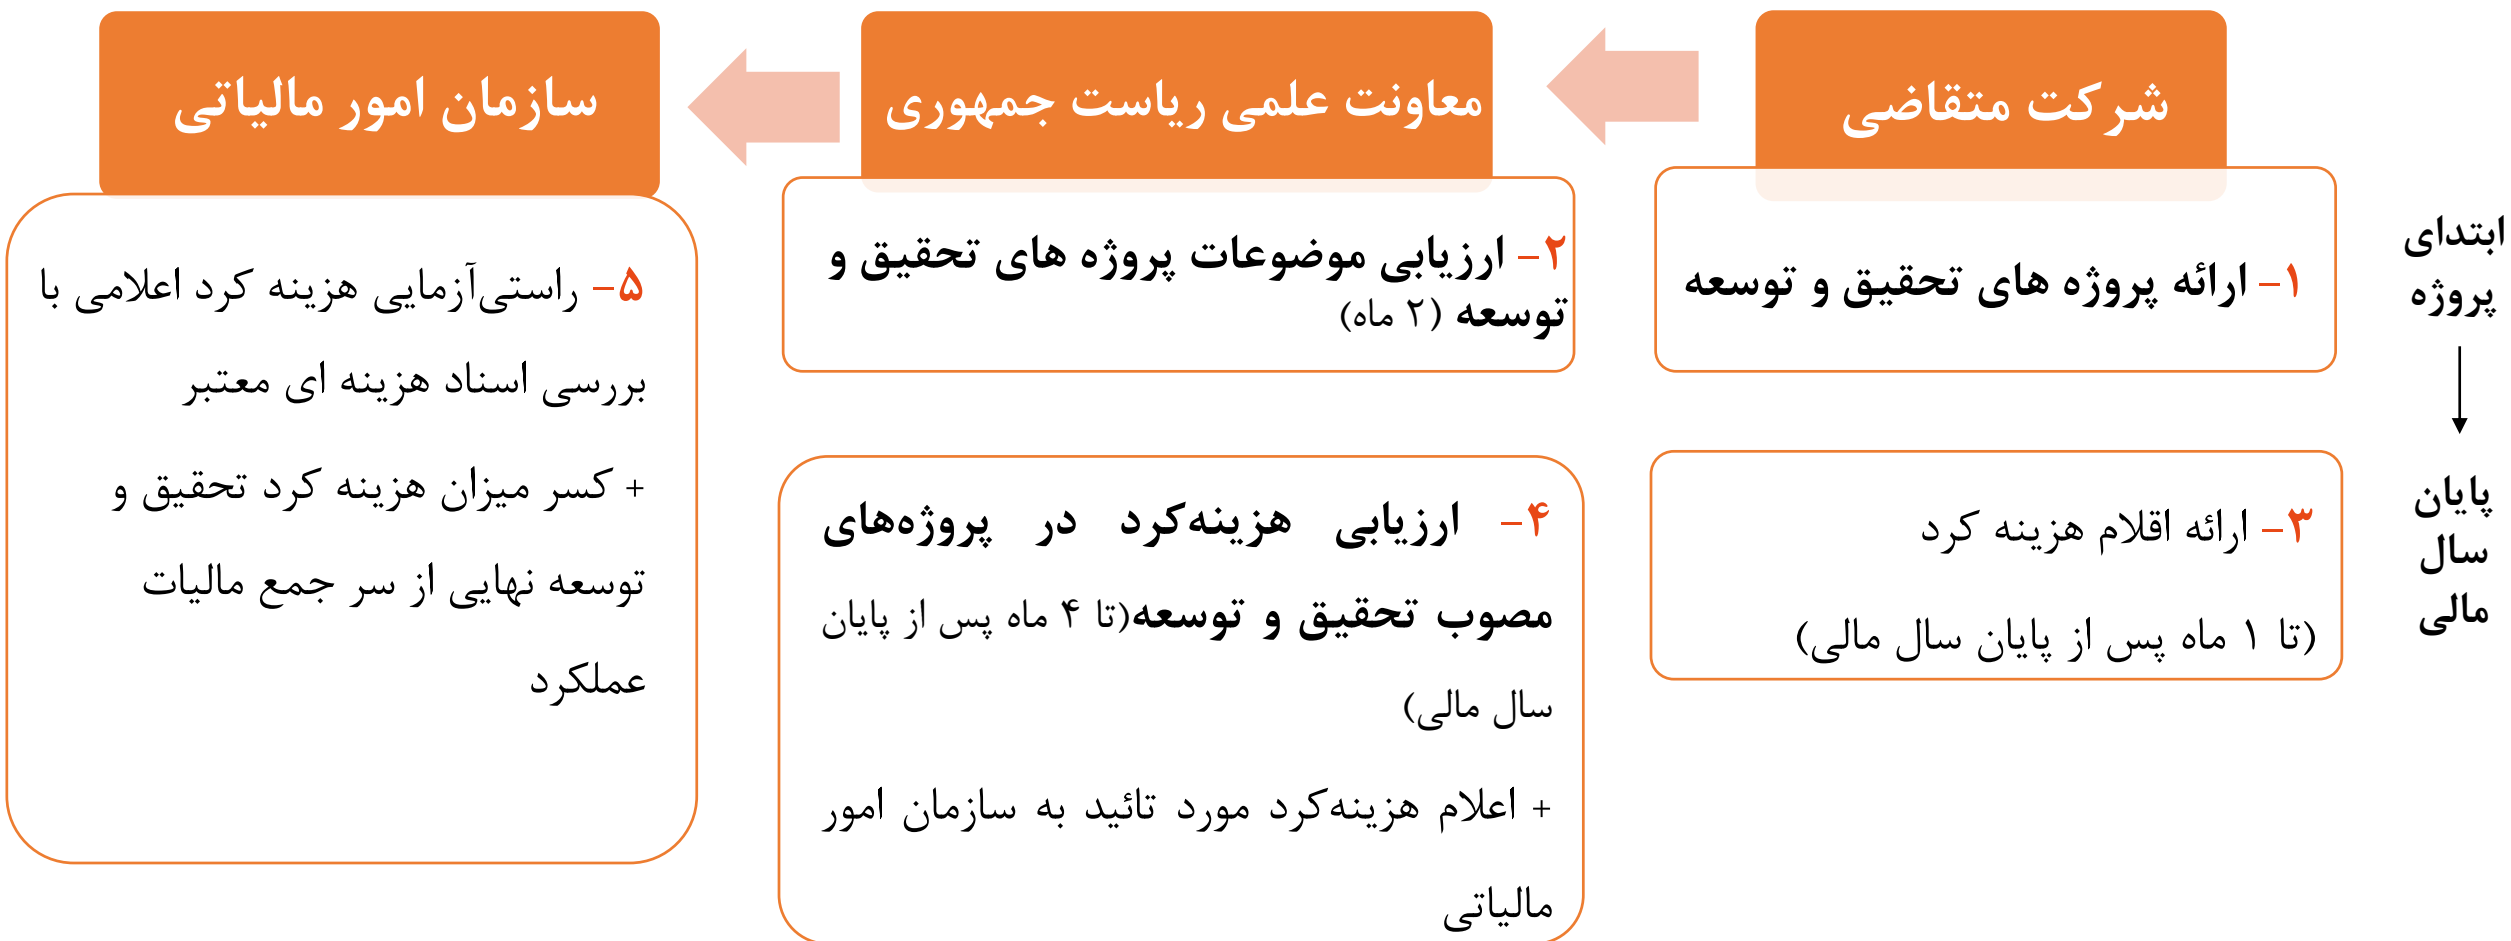 شرکت متقاضی
معاونت علمی ریاست جمهوری
سازمان امور مالیاتی
ابتدای
پروژه
۱– ارائه پروژه های تحقیق و توسعه
۲– ارزیابی موضوعات پروژه های تحقیق و
توسعه (۲ ماه)
پایان
سال
مالی
۳– ارائه اقلام هزینه کرد
(تا ۱ ماه پس از پایان سال مالی)
۴– ارزیابی هزینه‌کرد در پروژه‌های
مصوب تحقیق و توسعه(تا ۴ ماه پس از پایان
سال مالی)
+ اعلام هزینه‌کرد مورد تائید به سازمان امور
مالیاتی
۵– راستی‌آزمایی هزینه کرد اعلامی با
بررسی اسناد هزینه ای معتبر
+ کسر میزان هزینه کرد تحقیق و
توسعه نهایی از سر جمع مالیات
عملکرد